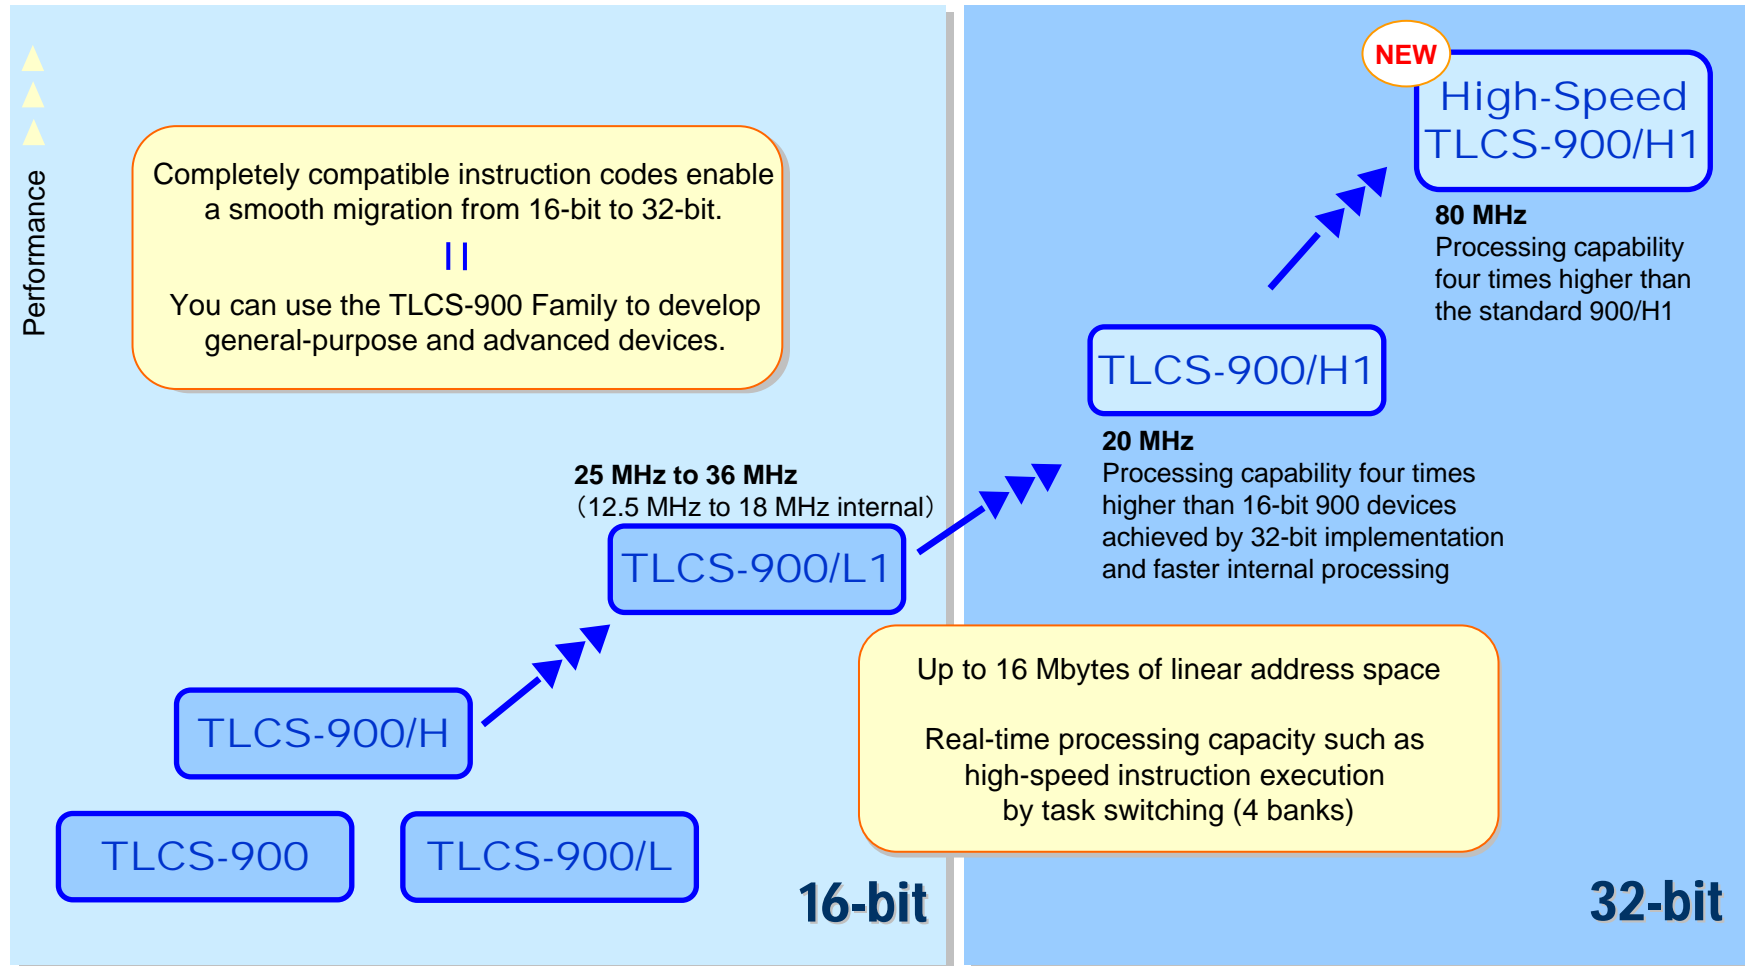 Performance
Completely compatible instruction codes enable
a smooth migration from 16-bit to 32-bit.
You can use the TLCS-900 Family to develop
general-purpose and advanced devices.
25 MHz to 36 MHz
（12.5 MHz to 18 MHz internal）
TLCS-900/L1
TLCS-900/H
TLCS-900
TLCS-900/L
16-bit
NEW
High-Speed
TLCS-900/H1
80 MHz
Processing capability
four times higher than
the standard 900/H1
TLCS-900/H1
20 MHz
Processing capability four times
higher than 16-bit 900 devices
achieved by 32-bit implementation
and faster internal processing
Up to 16 Mbytes of linear address space
Real-time processing capacity such as
high-speed instruction execution
by task switching (4 banks)
32-bit